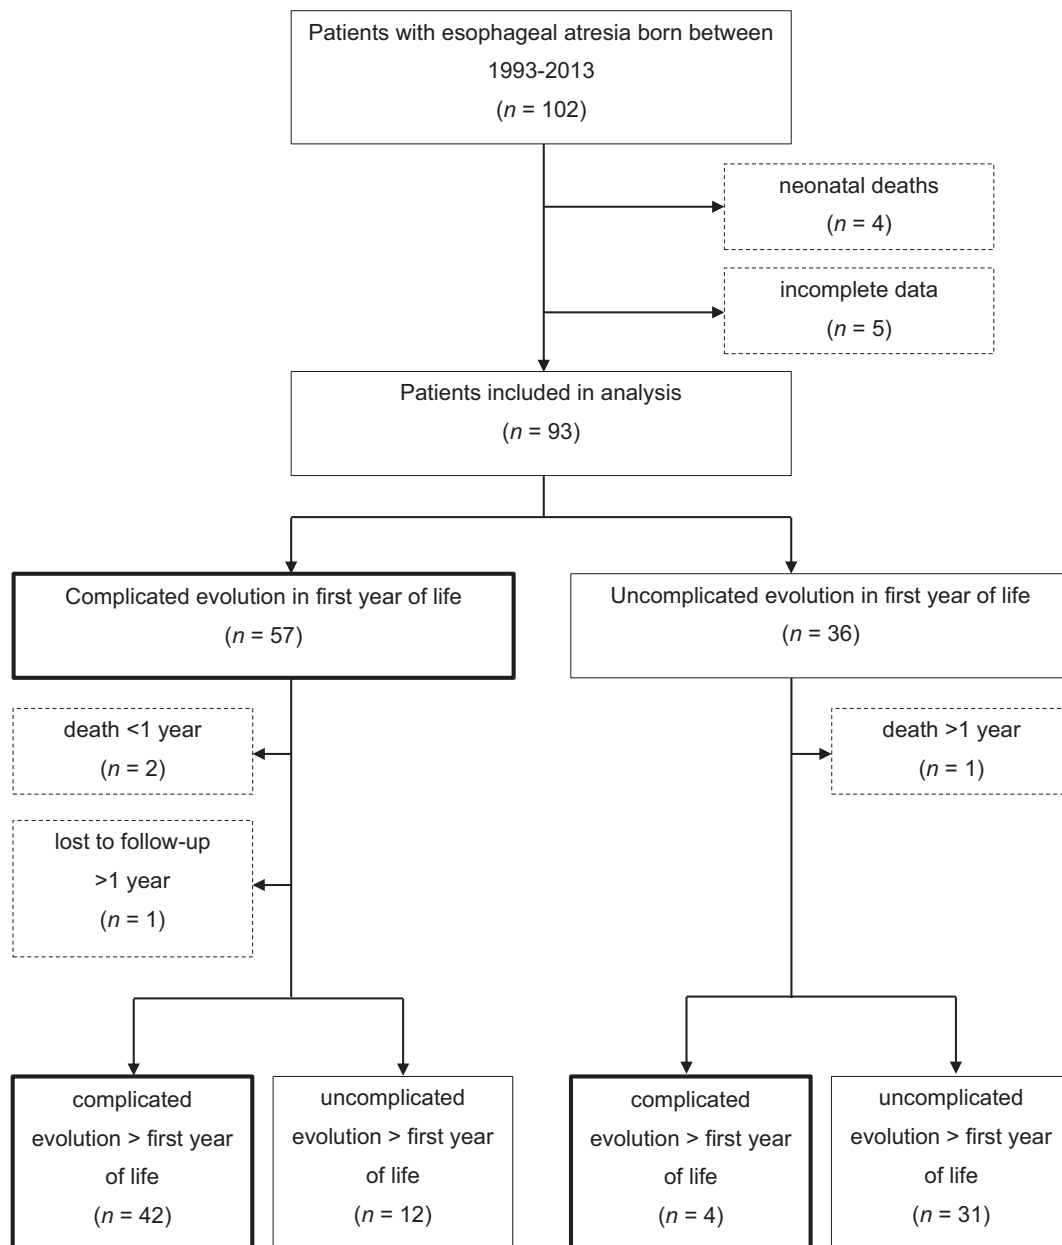 Patients with esophageal atresia born between
1993-2013
(n = 102)
neonatal deaths
(n = 4)
incomplete data
(n = 5)
Patients included in analysis
(n = 93)
Complicated evolution in first year of life
(n = 57)
Uncomplicated evolution in first year of life
(n = 36)
death <1 year
(n = 2)
death >1 year
(n = 1)
lost to follow-up
>1 year
(n = 1)
complicated
evolution > first year
of life
(n = 42)
uncomplicated
evolution > first year
of life
(n = 12)
complicated
evolution > first year
of life
(n = 4)
uncomplicated
evolution > first year
of life
(n = 31)